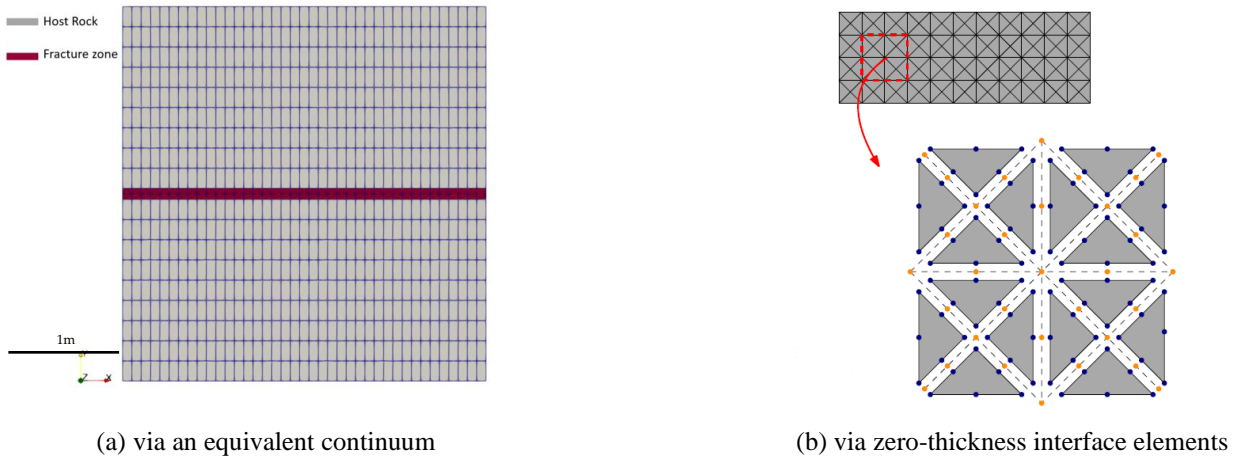 Host Rock
Fracture zone
1m
Y
Z
X
(a) via an equivalent continuum
(b) via zero-thickness interface elements